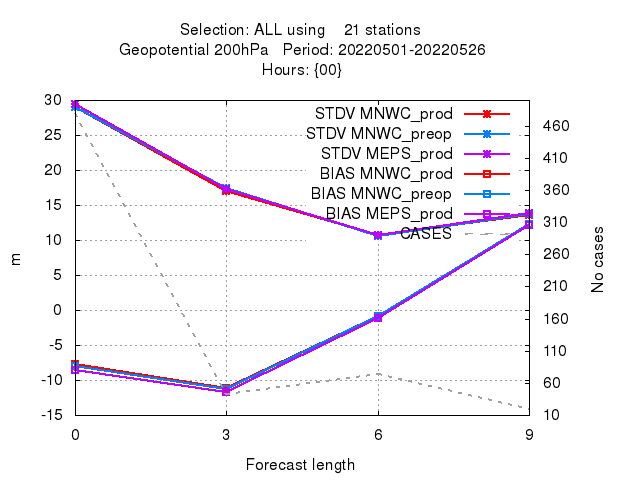 Selection: ALL using 21 stations
Geopotential 200hPa Period: 20220501-20220526
Hours: {00}
STDV MNWC_prod
STDV MNWC_preop
STDV MEPS_prod
BIAS MNWC_prod
BIAS MNWC_preop
BIAS MEPS_prod
CASES
30
25
20
15
10
5
0
-5
-10
-15
m
460
410
360
310
260
210
160
110
60
10
No cases
0 3 6 9
Forecast length